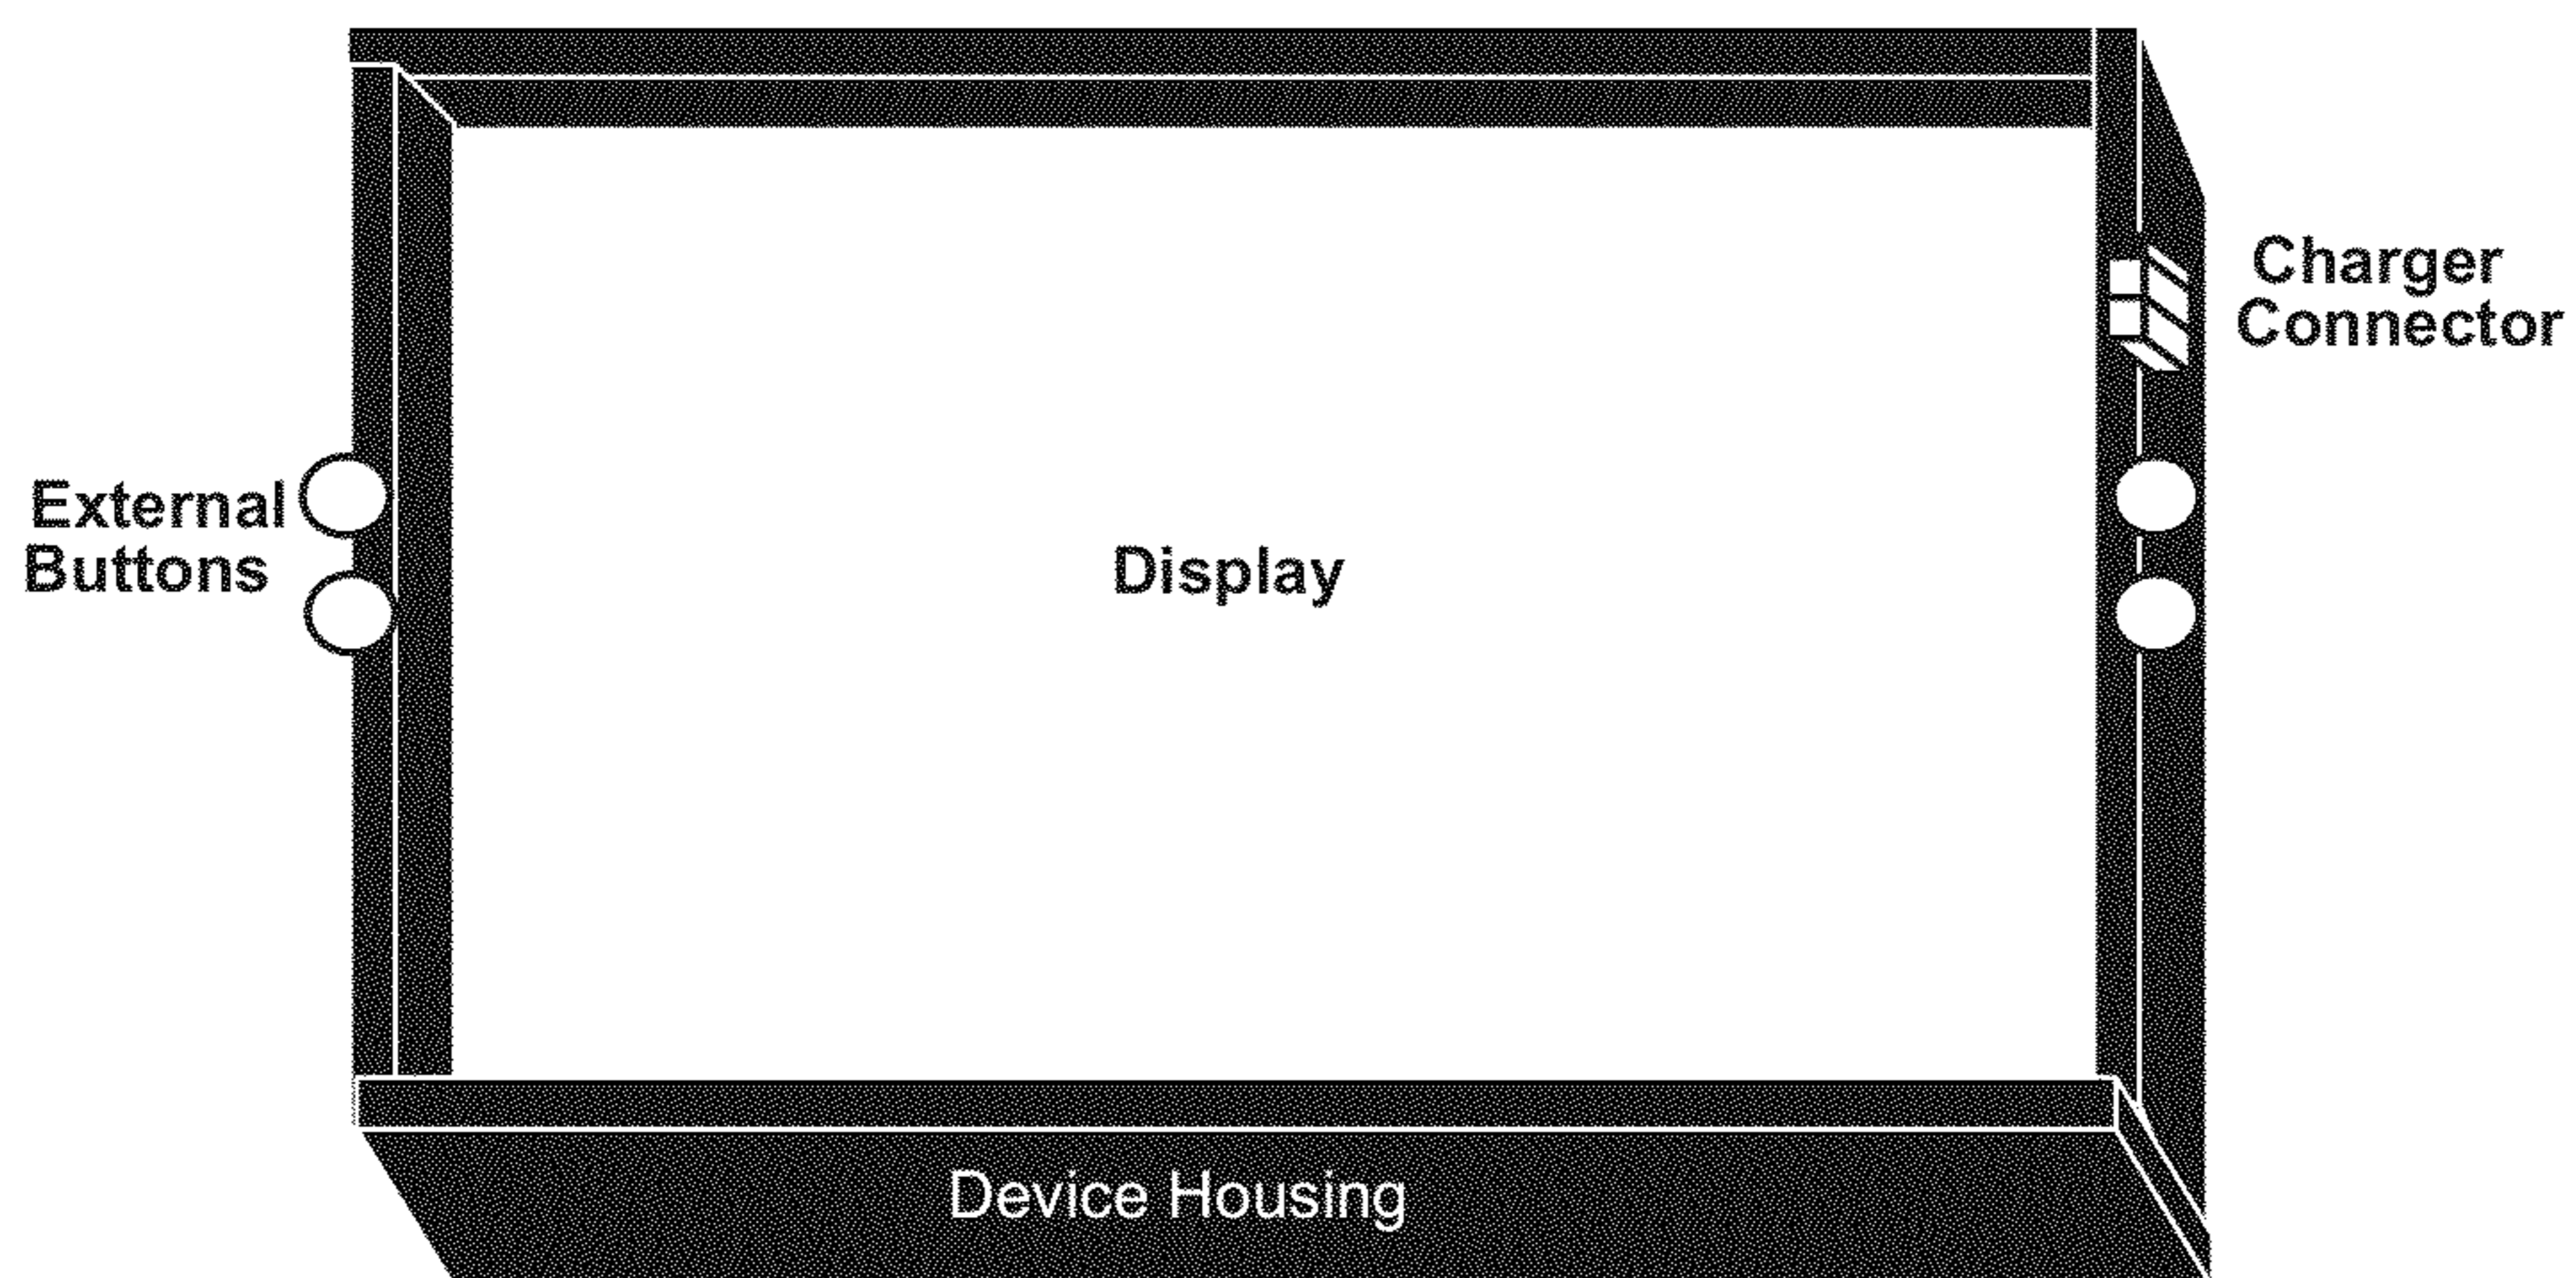 Charger
Connector
External
Buttons
Display
Device Housing